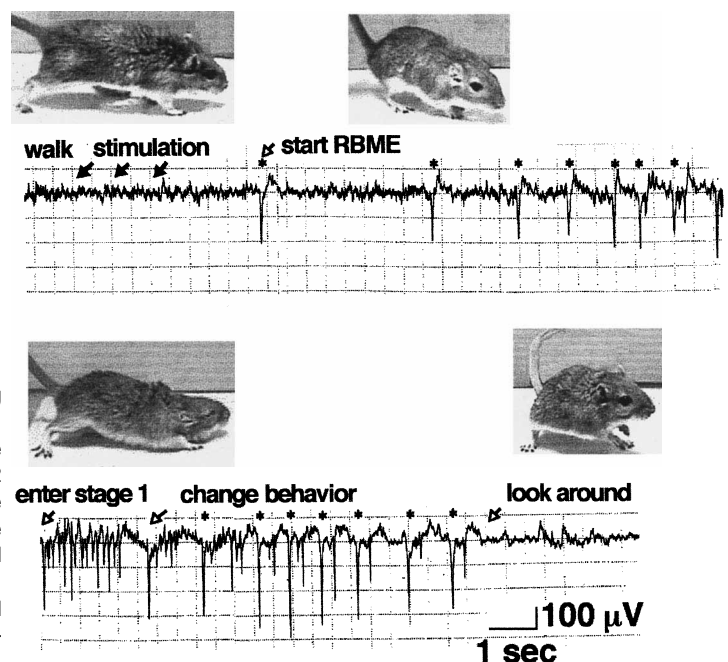 walk stimulation
* start RBME
* * * * * *
enter stage 1 change behavior look around
* * * * * * *
100 μV
1 sec